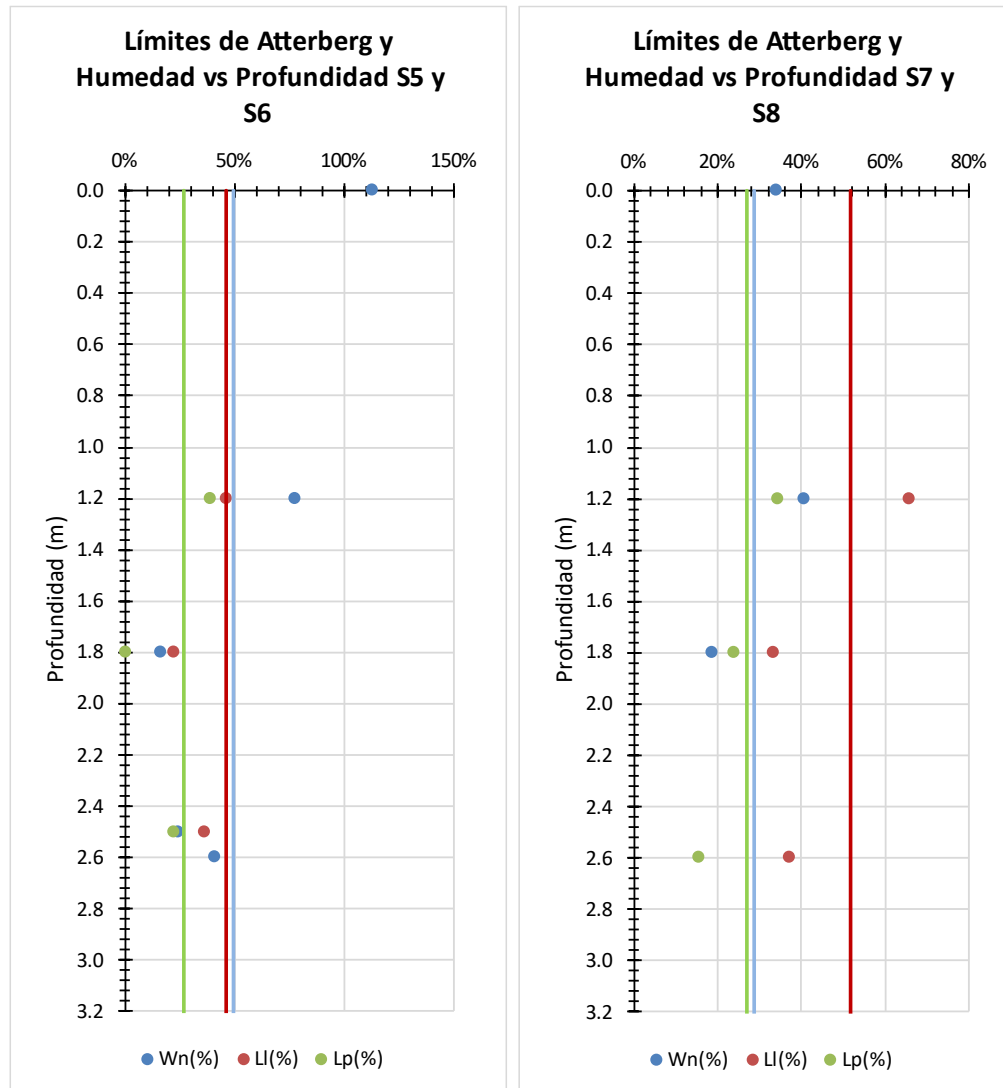 Límites de Atterberg y
Humedad vs Profundidad S5 y
S6
0% 50% 100% 150%
0.0
0.2
0.4
0.6
0.8
1.0
1.2
1.4
1.6
1.8
2.0
2.2
2.4
2.6
2.8
3.0
3.2
Profundidad (m)
Wn(%) Ll(%) Lp(%)
Límites de Atterberg y
Humedad vs Profundidad S7 y
S8
0% 20% 40% 60% 80%
0.0
0.2
0.4
0.6
0.8
1.0
1.2
1.4
1.6
1.8
2.0
2.2
2.4
2.6
2.8
3.0
3.2
Profundidad (m)
Wn(%) Ll(%) Lp(%)